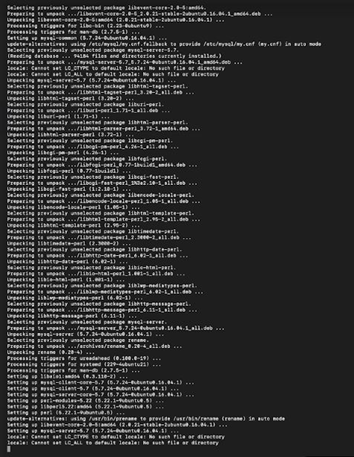 Selecting previously unselected package libevent-core-2.0-5:amd64.
Preparing to unpack .../libevent-core-2.0-5_2.0.21-stable-2ubuntu0.16.04.1_amd64.deb ...
Unpacking libevent-core-2.0-5:amd64 (2.0.21-stable-2ubuntu0.16.04.1) ...
Processing triggers for libc-bin (2.23-0ubuntu9) ...
Processing triggers for man-db (2.7.5-1) ...
Setting up mysql-common (5.7.24-0ubuntu0.16.04.1) ...
update-alternatives: using /etc/mysql/my.cnf.fallback to provide /etc/mysql/my.cnf (my.cnf) in auto mode
Selecting previously unselected package mysql-server-5.7.
(Reading database ... files and directories currently installed.)
Preparing to unpack .../mysql-server-5.7_5.7.24-0ubuntu0.16.04.1_amd64.deb ...
locale: Cannot set LC_CTYPE to default locale: No such file or directory
locale: Cannot set LC_ALL to default locale: No such file or directory
Unpacking mysql-server-5.7 (5.7.24-0ubuntu0.16.04.1) ...
Selecting previously unselected package libhtml-tagset-perl.
Preparing to unpack .../libhtml-tagset-perl_3.20-2_all.deb ...
Unpacking libhtml-tagset-perl (3.20-2) ...
Selecting previously unselected package liburi-perl.
Preparing to unpack .../liburi-perl_1.71-1_all.deb ...
Unpacking liburi-perl (1.71-1) ...
Selecting previously unselected package libhtml-parser-perl.
Preparing to unpack .../libhtml-parser-perl_3.72-1_amd64.deb ...
Unpacking libhtml-parser-perl (3.72-1) ...
Selecting previously unselected package libcgi-pm-perl.
Preparing to unpack .../libcgi-pm-perl_4.26-1_all.deb ...
Unpacking libcgi-pm-perl (4.26-1) ...
Selecting previously unselected package libfcgi-perl.
Preparing to unpack .../libfcgi-perl_0.77-1build1_amd64.deb ...
Unpacking libfcgi-perl (0.77-1build1) ...
Selecting previously unselected package libcgi-fast-perl.
Preparing to unpack .../libcgi-fast-perl_1%3a2.10-1_all.deb ...
Unpacking libcgi-fast-perl (1:2.10-1) ...
Selecting previously unselected package libencode-locale-perl.
Preparing to unpack .../libencode-locale-perl_1.05-1_all.deb ...
Unpacking libencode-locale-perl (1.05-1) ...
Selecting previously unselected package libhtml-template-perl.
Preparing to unpack .../libhtml-template-perl_2.95-2_all.deb ...
Unpacking libhtml-template-perl (2.95-2) ...
Selecting previously unselected package libtimedate-perl.
Preparing to unpack .../libtimedate-perl_2.3000-2_all.deb ...
Unpacking libtimedate-perl (2.3000-2) ...
Selecting previously unselected package libhttp-date-perl.
Preparing to unpack .../libhttp-date-perl_6.02-1_all.deb ...
Unpacking libhttp-date-perl (6.02-1) ...
Selecting previously unselected package libio-html-perl.
Preparing to unpack .../libio-html-perl_1.001-1_all.deb ...
Unpacking libio-html-perl (1.001-1) ...
Selecting previously unselected package liblwp-mediatypes-perl.
Preparing to unpack .../liblwp-mediatypes-perl_6.02-1_all.deb ...
Unpacking liblwp-mediatypes-perl (6.02-1) ...
Selecting previously unselected package libhttp-message-perl.
Preparing to unpack .../libhttp-message-perl_6.11-1_all.deb ...
Unpacking libhttp-message-perl (6.11-1) ...
Selecting previously unselected package mysql-server.
Preparing to unpack .../mysql-server_5.7.24-0ubuntu0.16.04.1_all.deb ...
Unpacking mysql-server (5.7.24-0ubuntu0.16.04.1) ...
Selecting previously unselected package rename.
Preparing to unpack .../archives/rename_0.20-4_all.deb ...
Unpacking rename (0.20-4) ...
Processing triggers for ureadahead (0.100.0-19) ...
Processing triggers for systemd (229-4ubuntu21) ...
Processing triggers for man-db (2.7.5-1) ...
Setting up libaio1:amd64 (0.3.110-2) ...
Setting up mysql-client-core-5.7 (5.7.24-0ubuntu0.16.04.1) ...
Setting up mysql-client-5.7 (5.7.24-0ubuntu0.16.04.1) ...
Setting up mysql-server-core-5.7 (5.7.24-0ubuntu0.16.04.1) ...
Setting up perl-modules-5.22 (5.22.1-9ubuntu0.5) ...
Setting up libperl5.22:amd64 (5.22.1-9ubuntu0.5) ...
Setting up perl (5.22.1-9ubuntu0.5) ...
update-alternatives: using /usr/bin/prename to provide /usr/bin/rename (rename) in auto mode
Setting up libevent-core-2.0-5:amd64 (2.0.21-stable-2ubuntu0.16.04.1) ...
Setting up mysql-server-5.7 (5.7.24-0ubuntu0.16.04.1) ...
locale: Cannot set LC_CTYPE to default locale: No such file or directory
locale: Cannot set LC_ALL to default locale: No such file or directory